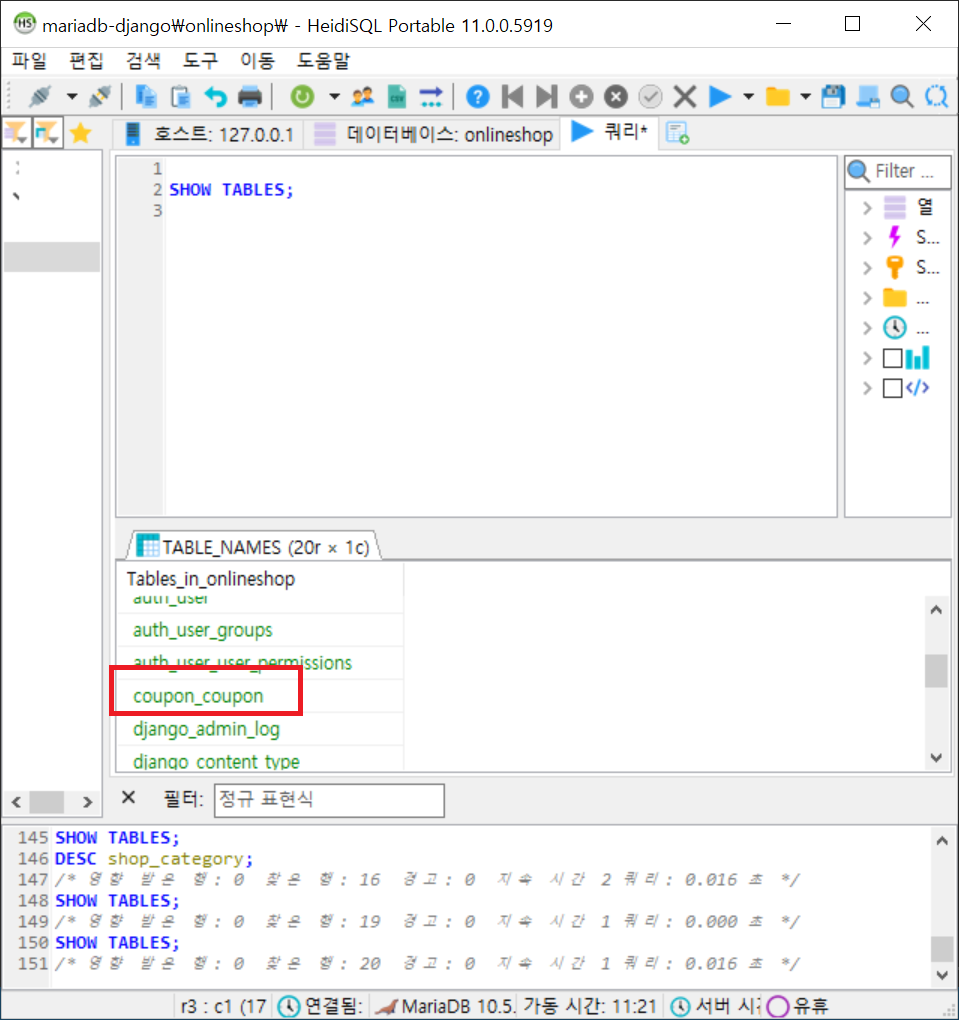 mariadb-django₩onlineshop₩ - HeidiSQL Portable 11.0.0.5919
파일 편집 검색 도구 이동 도움말
호스트: 127.0.0.1 데이터베이스: onlineshop 쿼리*
1
2 SHOW TABLES;
3
Filter ...
열
S...
S...
...
...
TABLE_NAMES (20r × 1c)
Tables_in_onlineshop
auth_user
auth_user_groups
auth_user_user_permissions
coupon_coupon
django_admin_log
django_content_type
필터: 정규 표현식
145 SHOW TABLES;
146 DESC shop_category;
147 /* 영향 받은 행: 0 찾은 행: 16 경고: 0 지속 시간 2 쿼리: 0.016 초 */
148 SHOW TABLES;
149 /* 영향 받은 행: 0 찾은 행: 19 경고: 0 지속 시간 1 쿼리: 0.000 초 */
150 SHOW TABLES;
151 /* 영향 받은 행: 0 찾은 행: 20 경고: 0 지속 시간 1 쿼리: 0.016 초 */
r3 : c1 (17 연결됨: MariaDB 10.5. 가동 시간: 11:21 서버 시 유휴